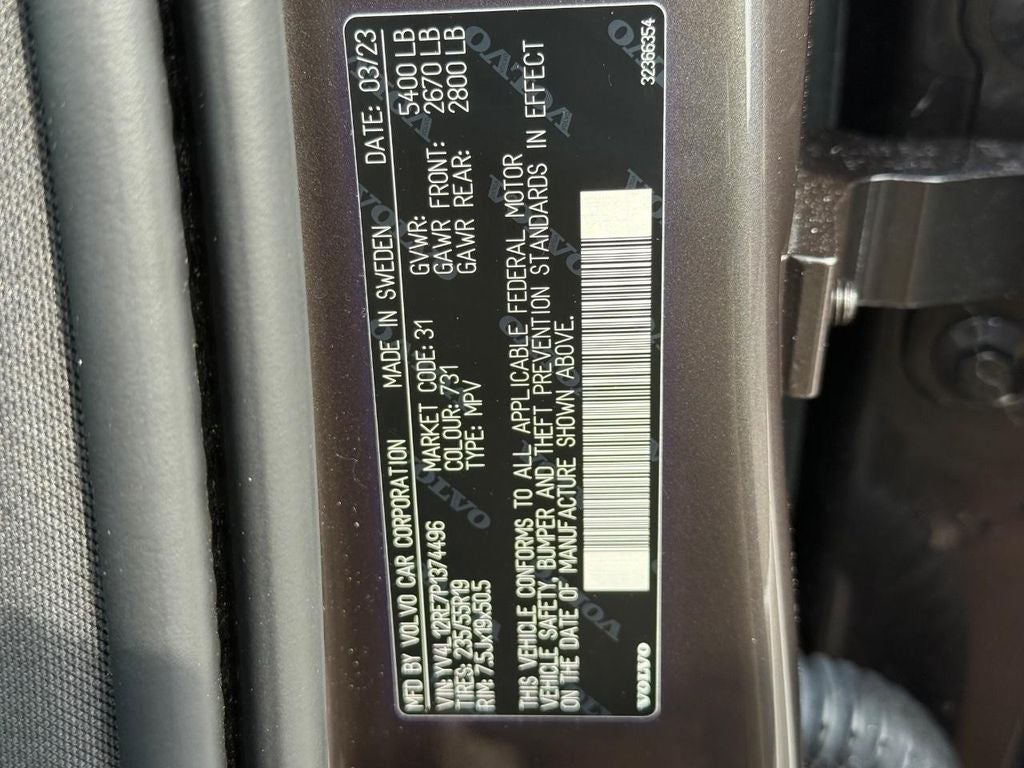 MFD BY VOLVO CAR CORPORATION MADE IN SWEDEN DATE: 03/23
VIN: YV4L12RE7P1374496 MARKET CODE: 31 GVWR: 5400 LB
TIRES: 235/55R19 COLOUR: 731 GAWR FRONT: 2670 LB
RIM: 7.5JX19X50.5 TYPE: MPV GAWR REAR: 2800 LB
THIS VEHICLE CONFORMS TO ALL APPLICABLE FEDERAL MOTOR
VEHICLE SAFETY, BUMPER AND THEFT PREVENTION STANDARDS IN EFFECT
ON THE DATE OF MANUFACTURE SHOWN ABOVE.
VOLVO 32366354